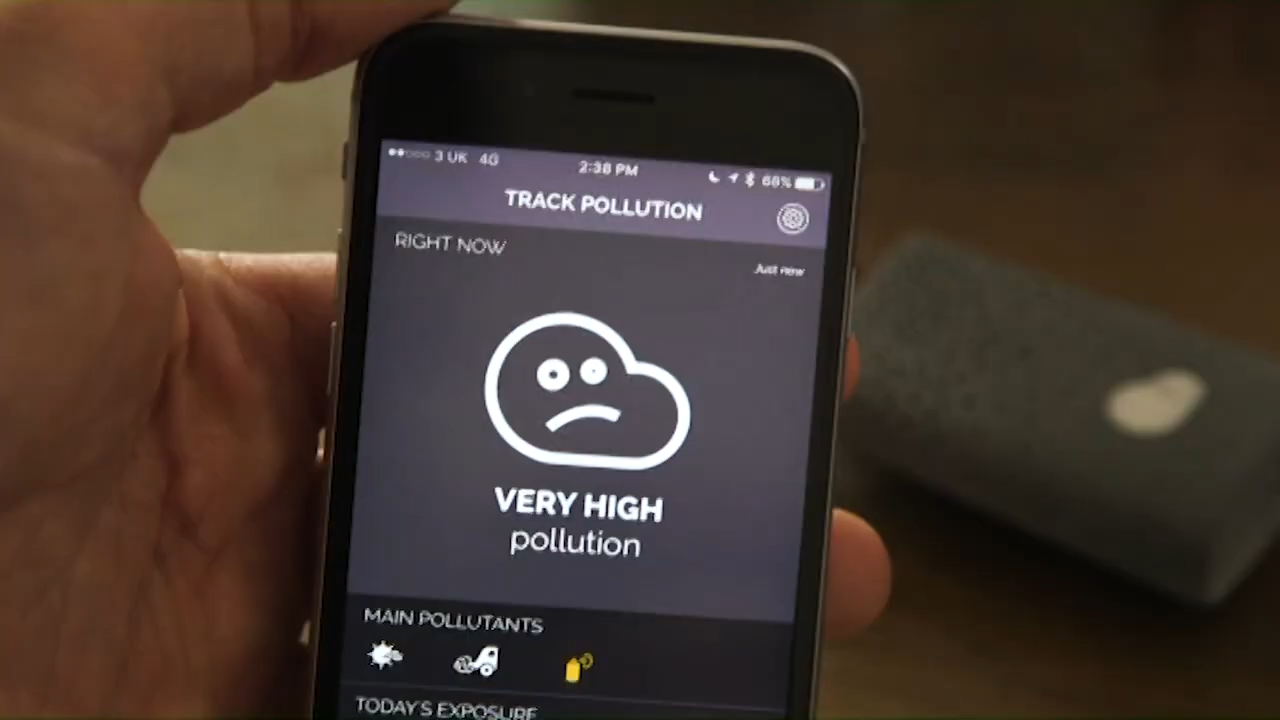 3 UK 4G 2:38 PM 68%
TRACK POLLUTION
RIGHT NOW
Just now
VERY HIGH
pollution
MAIN POLLUTANTS
TODAY'S EXPOSURE